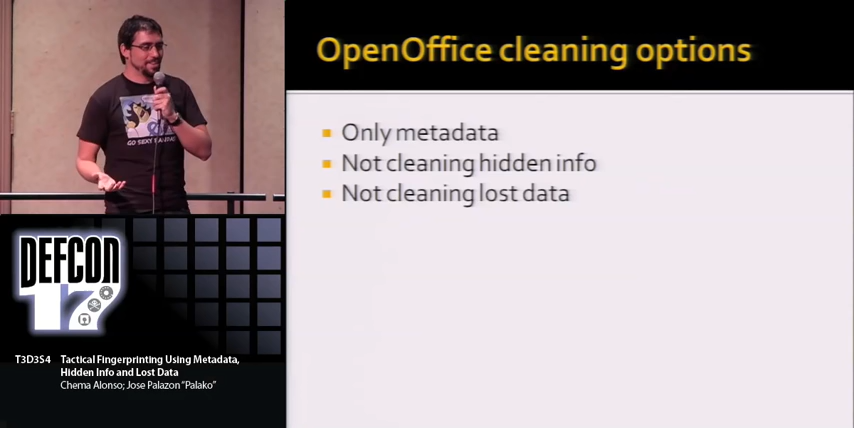 OpenOffice cleaning options
Only metadata
Not cleaning hidden info
Not cleaning lost data
GO SEXY PANDAS
DEFCON
17
T3D3S4 Tactical Fingerprinting Using Metadata,
Hidden Info and Lost Data
Chema Alonso; Jose Palazon "Palako"